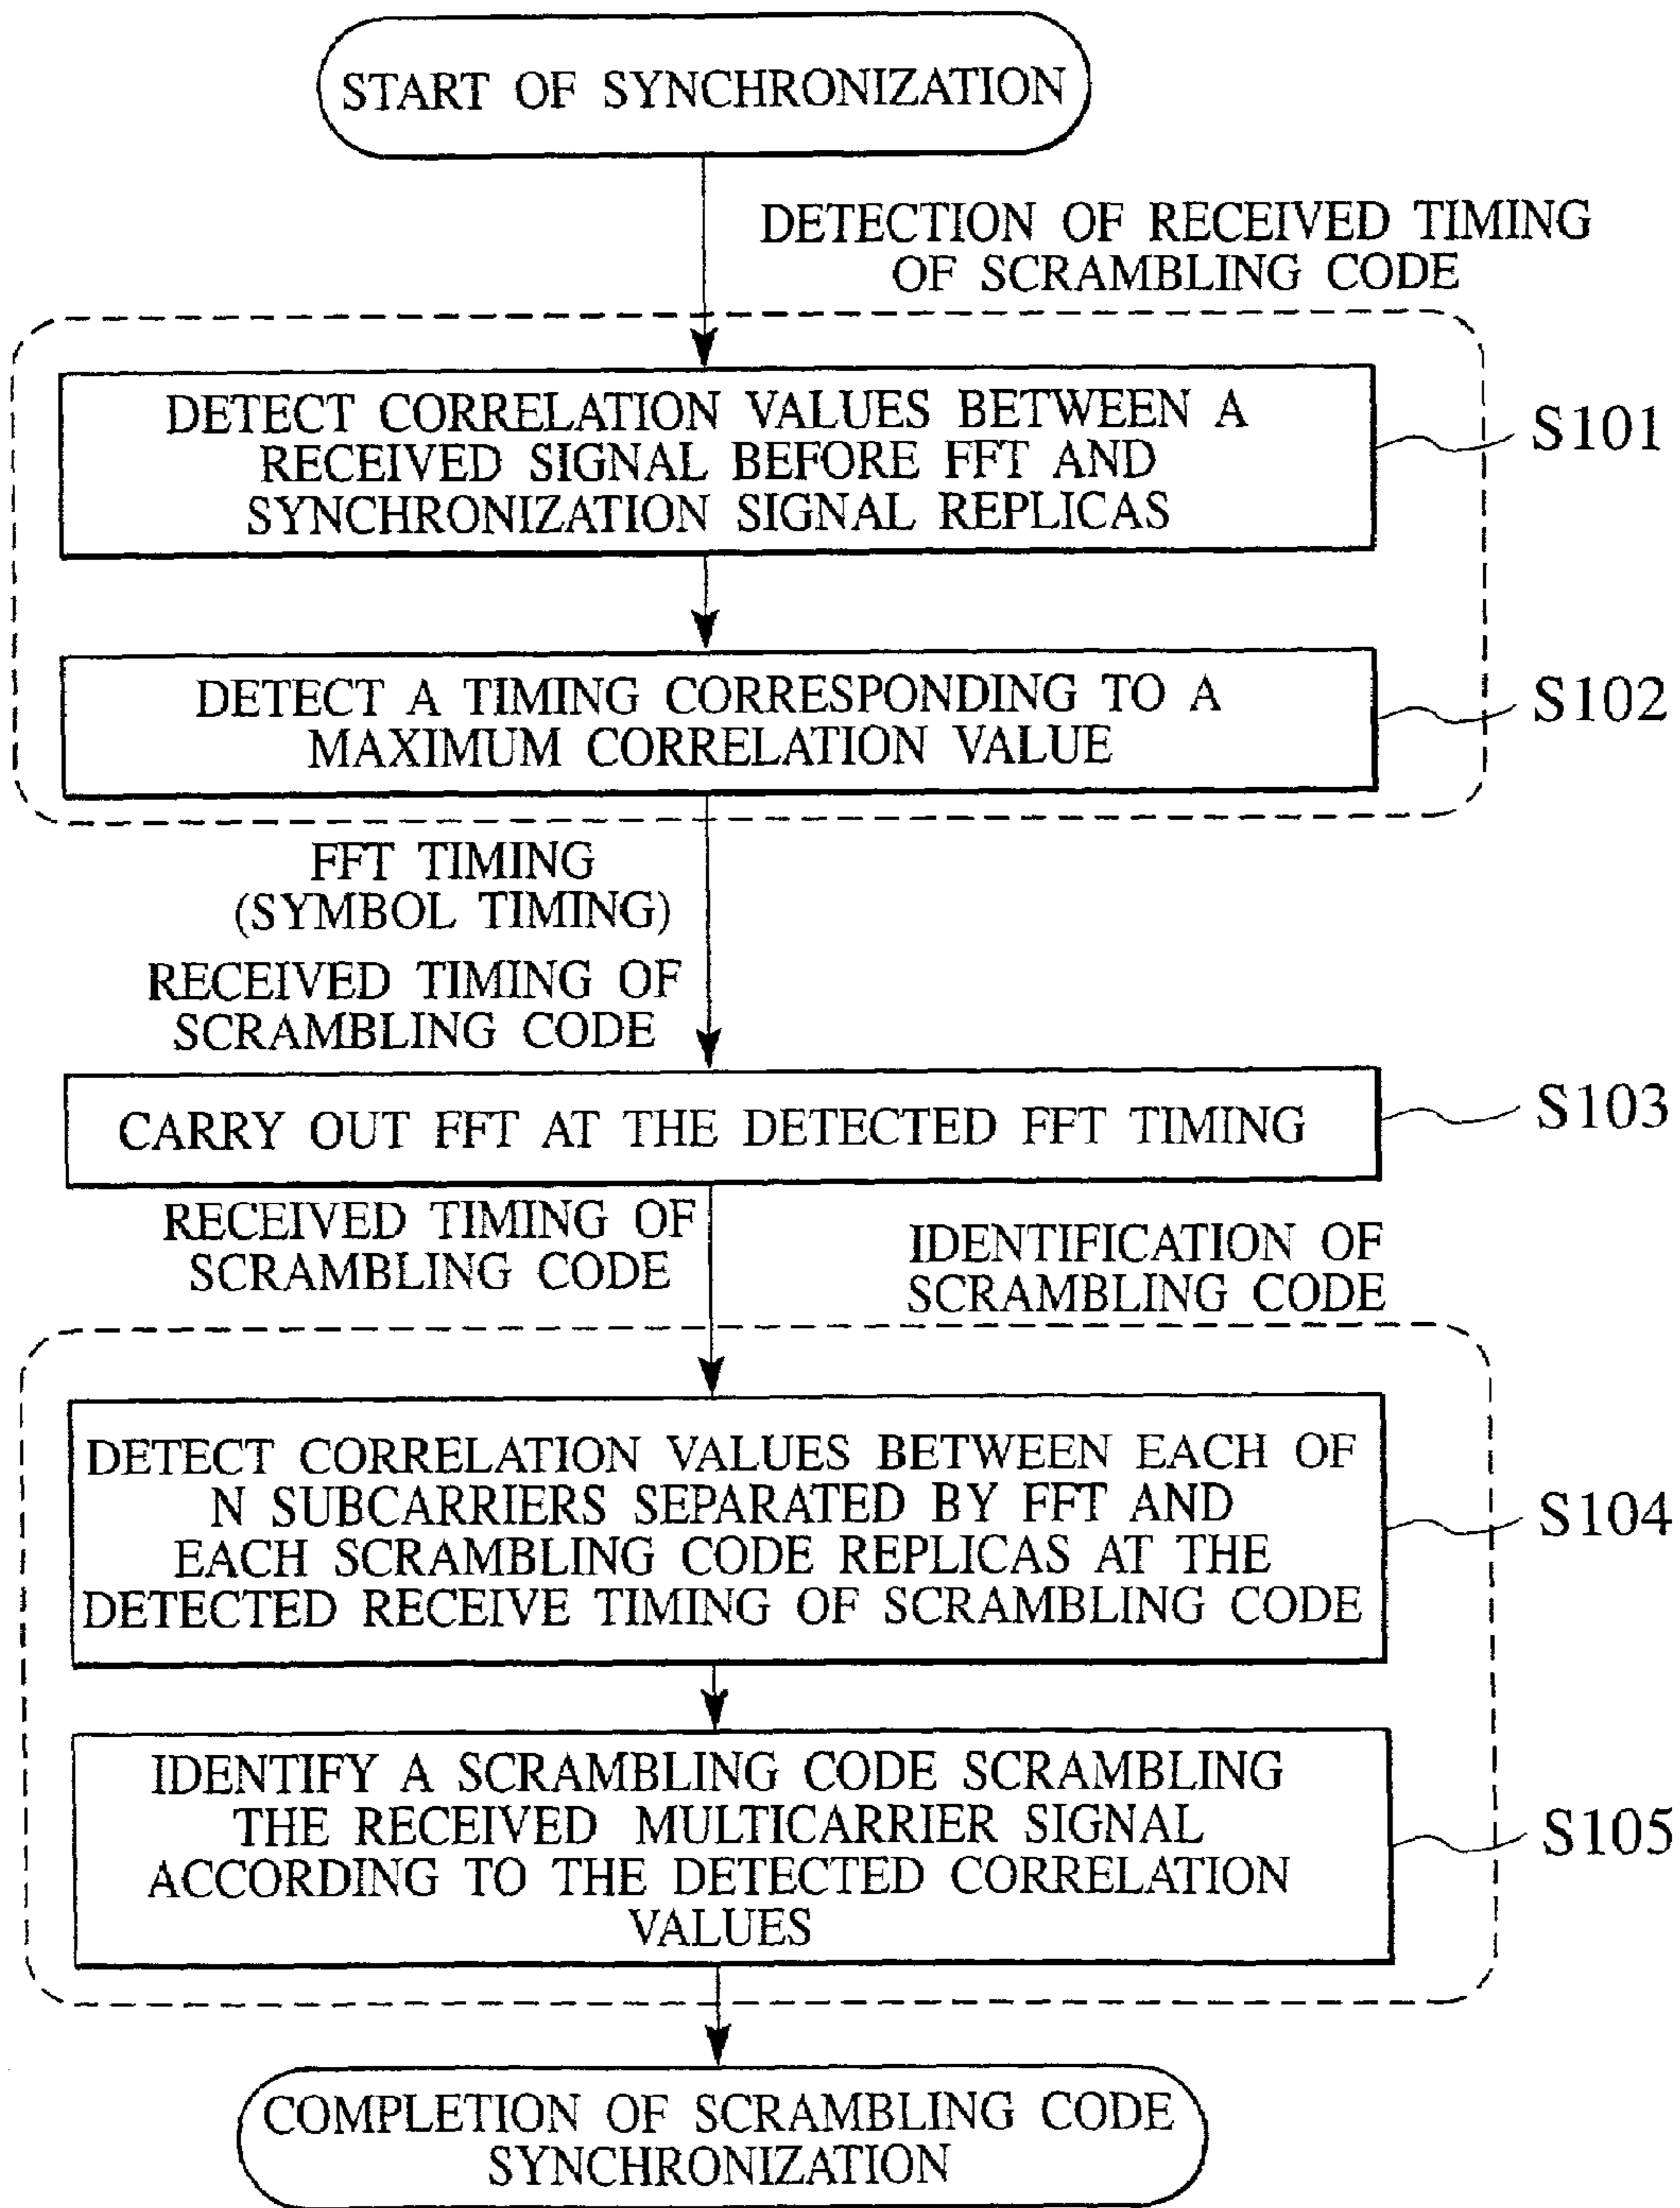 START OF SYNCHRONIZATION
DETECTION OF RECEIVED TIMING
OF SCRAMBLING CODE
DETECT CORRELATION VALUES BETWEEN A
RECEIVED SIGNAL BEFORE FFT AND
SYNCHRONIZATION SIGNAL REPLICAS
S101
DETECT A TIMING CORRESPONDING TO A
MAXIMUM CORRELATION VALUE
S102
FFT TIMING
(SYMBOL TIMING)
RECEIVED TIMING OF
SCRAMBLING CODE
CARRY OUT FFT AT THE DETECTED FFT TIMING
S103
RECEIVED TIMING OF
SCRAMBLING CODE
IDENTIFICATION OF
SCRAMBLING CODE
DETECT CORRELATION VALUES BETWEEN EACH OF
N SUBCARRIERS SEPARATED BY FFT AND
EACH SCRAMBLING CODE REPLICAS AT THE
DETECTED RECEIVE TIMING OF SCRAMBLING CODE
S104
IDENTIFY A SCRAMBLING CODE SCRAMBLING
THE RECEIVED MULTICARRIER SIGNAL
ACCORDING TO THE DETECTED CORRELATION
VALUES
S105
COMPLETION OF SCRAMBLING CODE
SYNCHRONIZATION